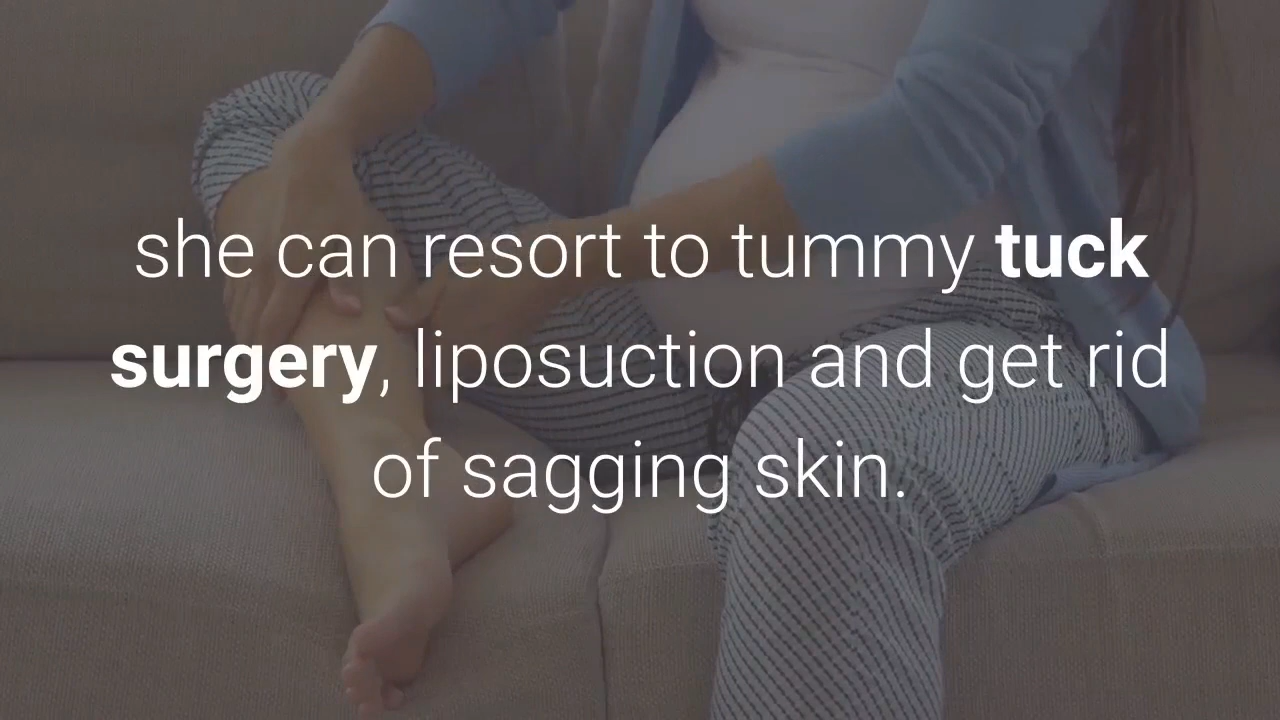 she can resort to tummy tuck
surgery, liposuction and get rid
of sagging skin.